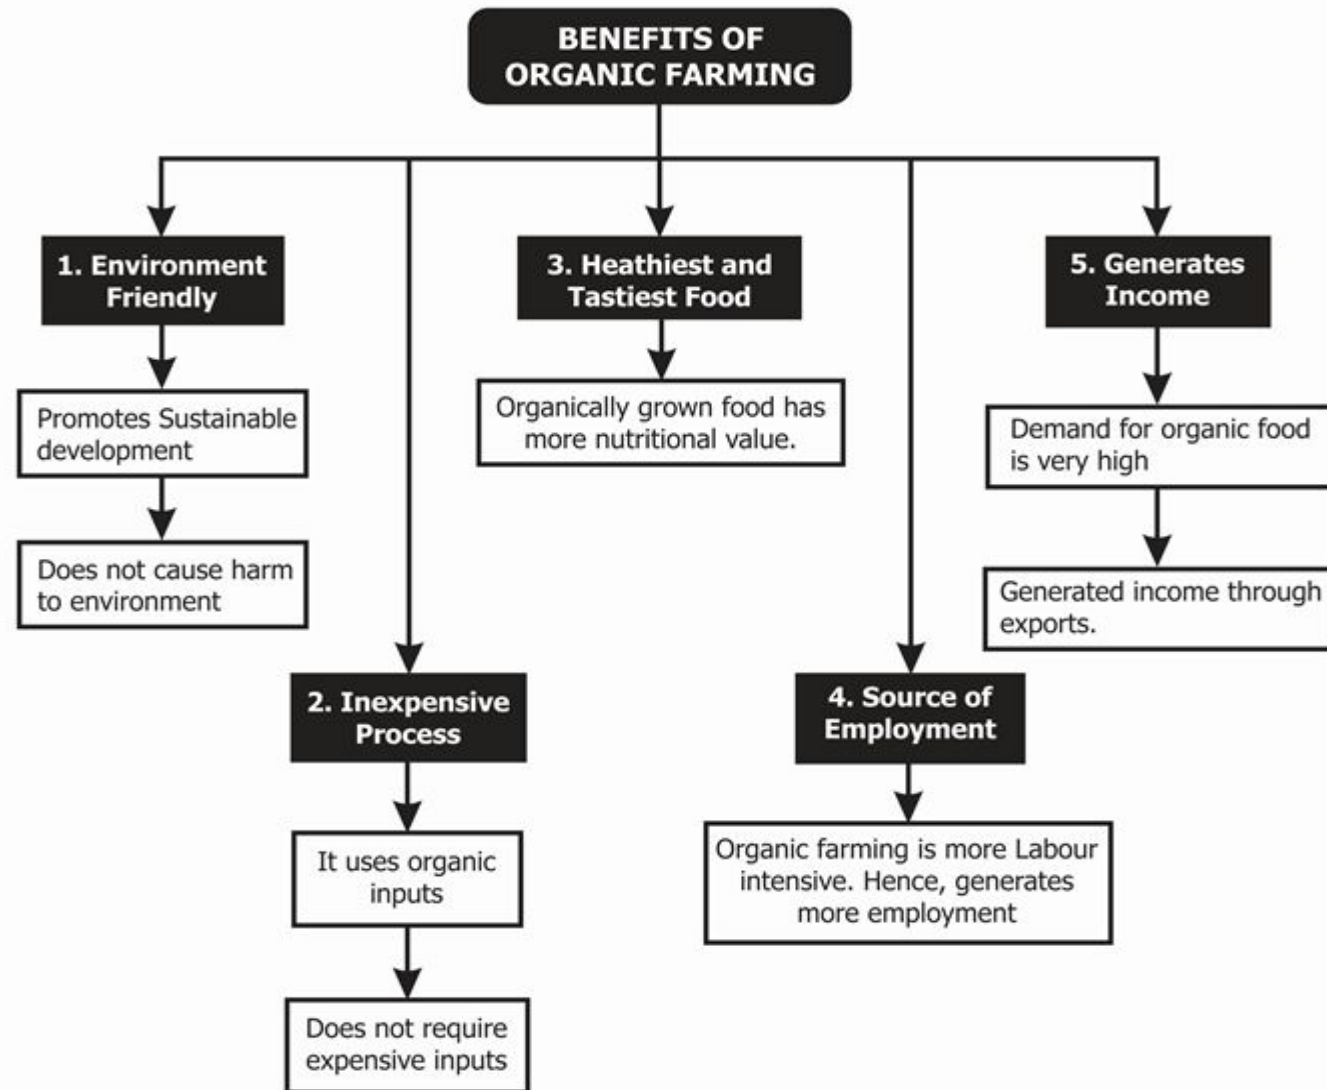 BENEFITS OF
ORGANIC FARMING
1. Environment
Friendly
Promotes Sustainable
development
Does not cause harm
to environment
2. Inexpensive
Process
It uses organic
inputs
Does not require
expensive inputs
3. Heathiest and
Tastiest Food
Organically grown food has
more nutritional value.
4. Source of
Employment
Organic farming is more Labour
intensive. Hence, generates
more employment
5. Generates
Income
Demand for organic food
is very high
Generated income through
exports.